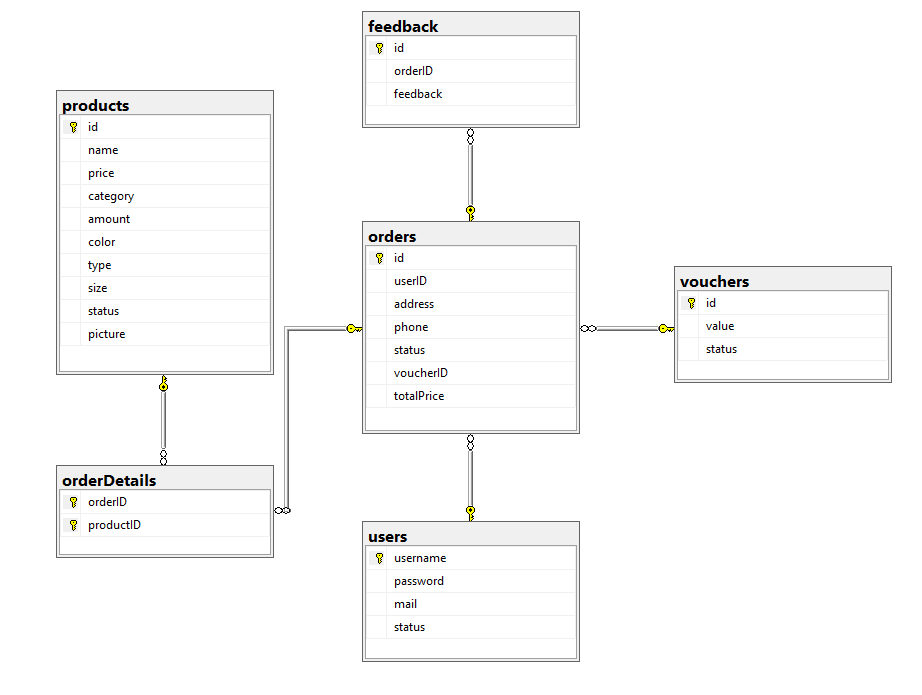 feedback
id
orderID
feedback
products
id
name
price
category
amount
color
type
size
status
picture
orders
id
userID
address
phone
status
voucherID
totalPrice
vouchers
id
value
status
orderDetails
orderID
productID
users
username
password
mail
status